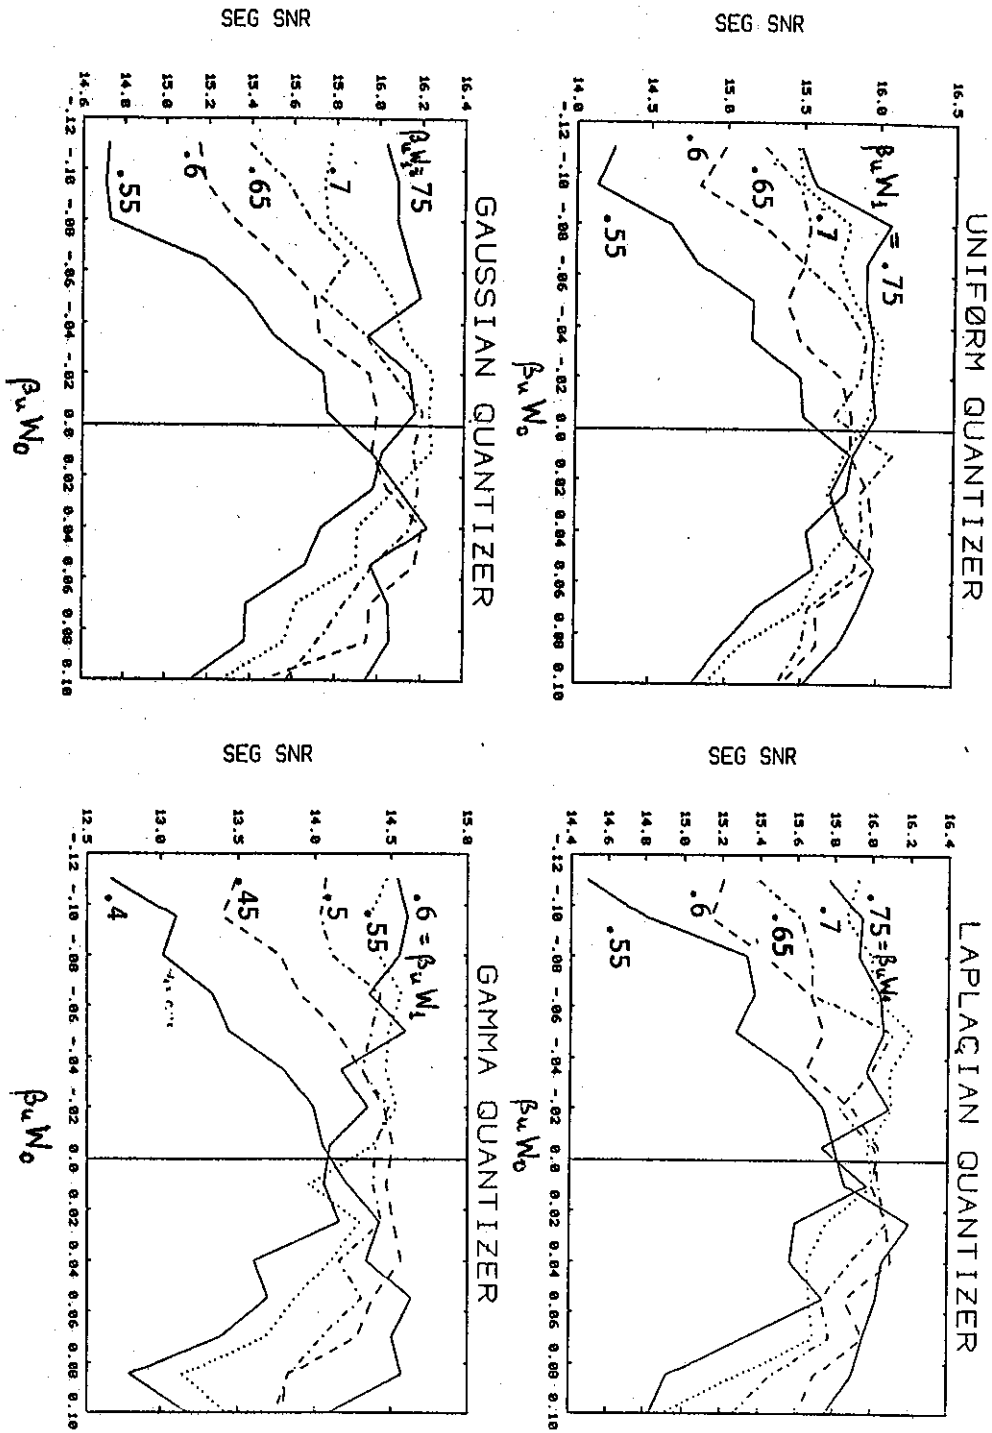 UNIFØRM QUANTIZER
SEG SNR
16.5
16.0
15.5
15.0
14.5
14.0
βuW1 = .75
.7
.65
.6
.55
-.12 -.10 -.08 -.06 -.04 -.02 0.0 0.02 0.04 0.06 0.08 0.10
βuW0
LAPLACIAN QUANTIZER
SEG SNR
16.4
16.2
16.0
15.8
15.6
15.4
15.2
15.0
14.8
14.6
14.4
.75=βuW1
.7
.65
.6
.55
-.12 -.10 -.08 -.06 -.04 -.02 0.0 0.02 0.04 0.06 0.08 0.10
βuW0
GAUSSIAN QUANTIZER
SEG SNR
16.4
16.2
16.0
15.8
15.6
15.4
15.2
15.0
14.8
14.6
βuW1=.75
.7
.65
.6
.55
-.12 -.10 -.08 -.06 -.04 -.02 0.0 0.02 0.04 0.06 0.08 0.10
βuW0
GAMMA QUANTIZER
SEG SNR
15.0
14.5
14.0
13.5
13.0
12.5
.6 = βuW1
.55
.5
.45
.4
-.12 -.10 -.08 -.06 -.04 -.02 0.0 0.02 0.04 0.06 0.08 0.10
βuW0